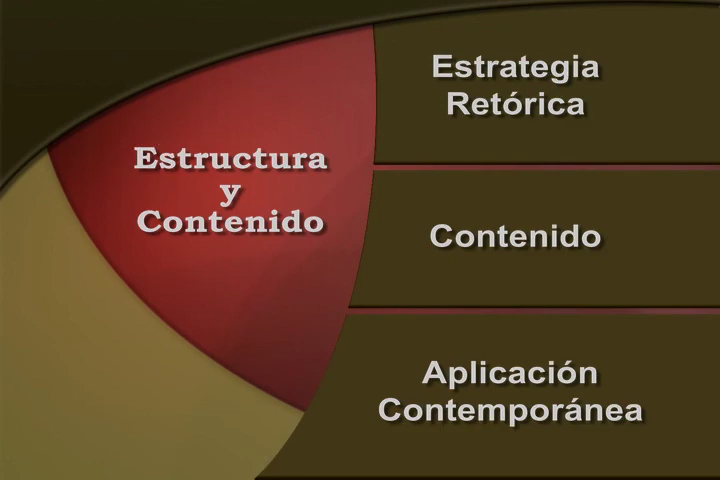 Estructura
y
Contenido
Estrategia
Retórica
Contenido
Aplicación
Contemporánea